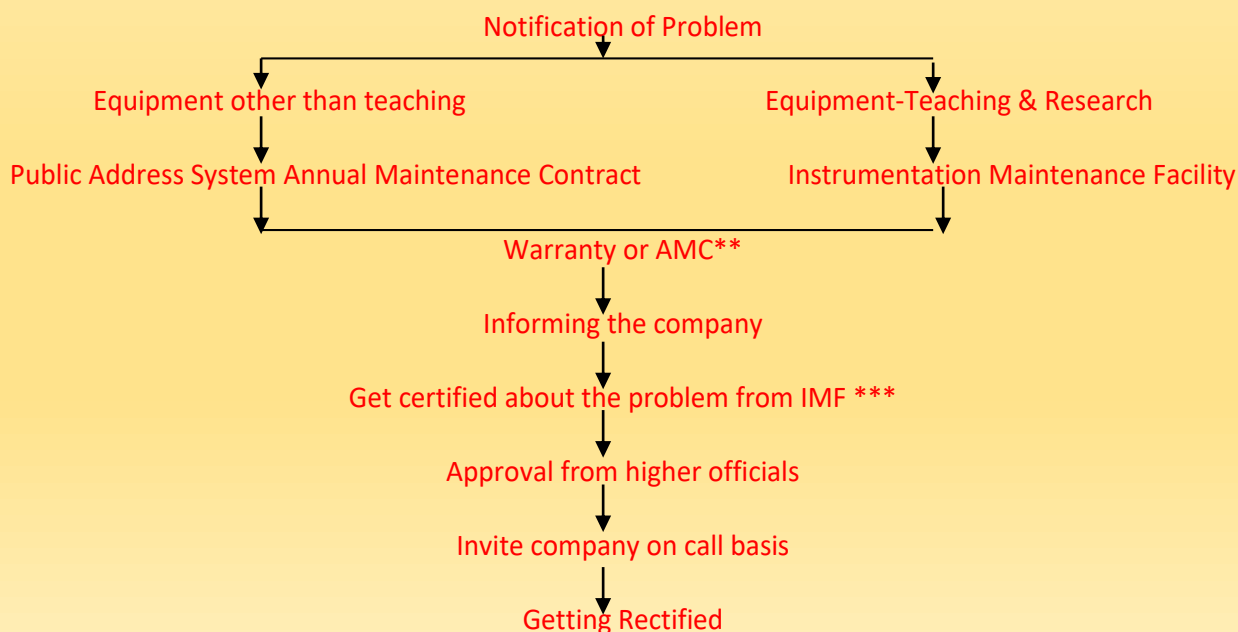 Notification of Problem
Equipment other than teaching
Equipment-Teaching & Research
Public Address System Annual Maintenance Contract
Instrumentation Maintenance Facility
Warranty or AMC**
Informing the company
Get certified about the problem from IMF ***
Approval from higher officials
Invite company on call basis
Getting Rectified